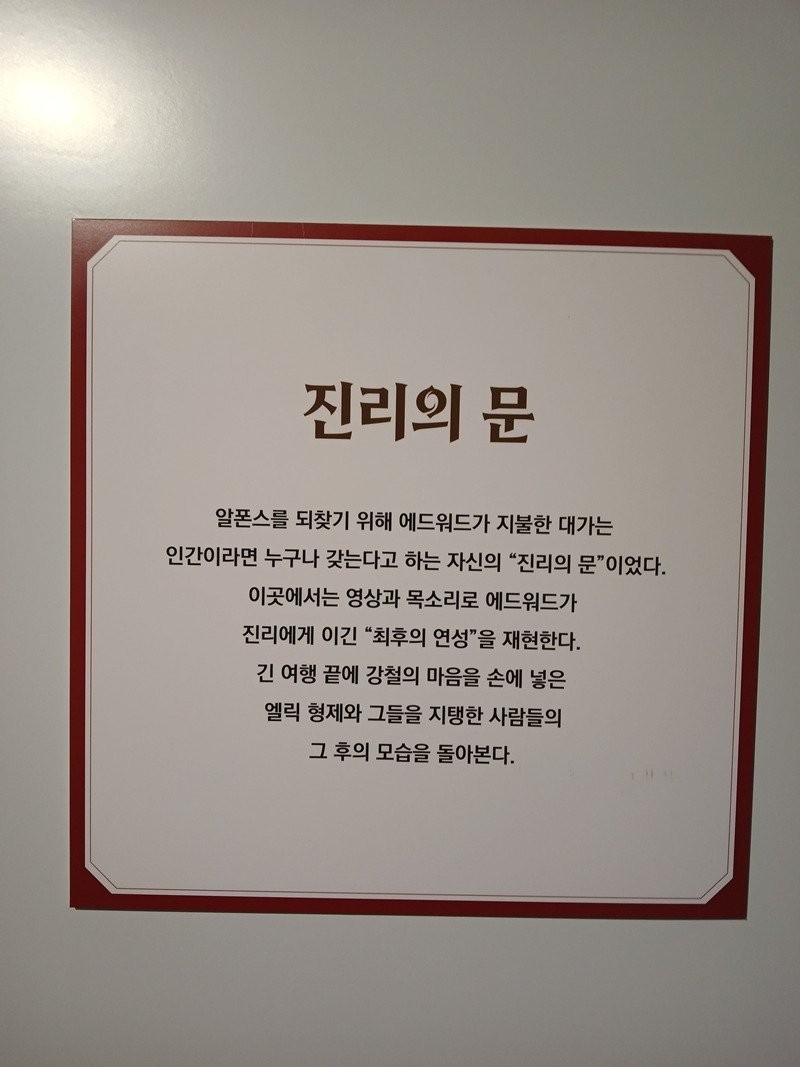 진리의 문
알폰스를 되찾기 위해 에드워드가 지불한 대가는
인간이라면 누구나 갖는다고 하는 자신의 “진리의 문”이었다.
이곳에서는 영상과 목소리로 에드워드가
진리에게 이긴 “최후의 연성”을 재현한다.
긴 여행 끝에 강철의 마음을 손에 넣은
엘릭 형제와 그들을 지탱한 사람들의
그 후의 모습을 돌아본다.